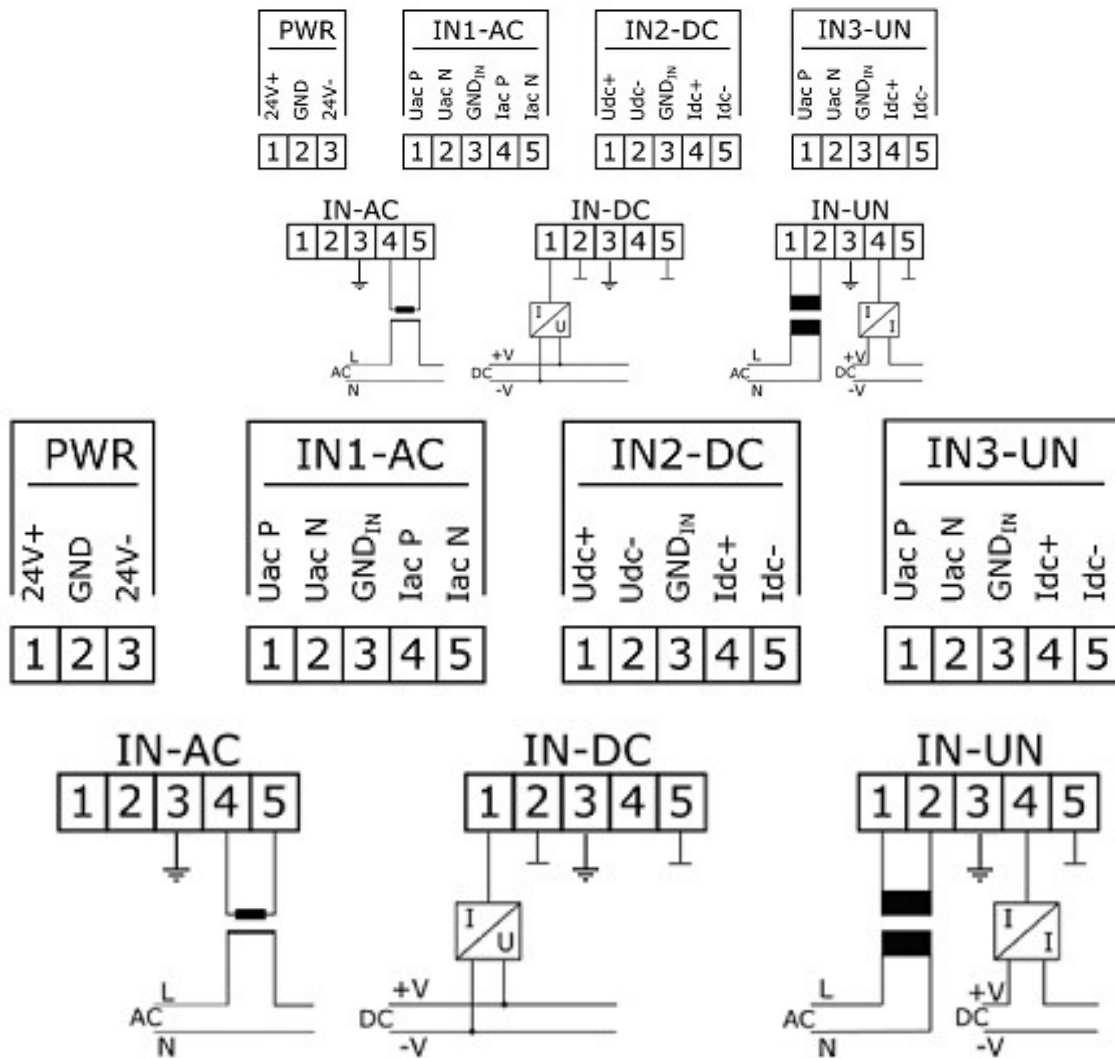 PWR IN1-AC IN2-DC IN3-UN
24V+ GND 24V- Uac P Uac N GNDIN Iac P Iac N Udc+ Udc- GNDIN Idc+ Idc- Uac P Uac N GNDIN Idc+ Idc-
1 2 3 1 2 3 4 5 1 2 3 4 5 1 2 3 4 5
IN-AC IN-DC IN-UN
1 2 3 4 5 1 2 3 4 5 1 2 3 4 5
I U I I
L +V L +V
AC DC AC DC
N -V N -V
PWR IN1-AC IN2-DC IN3-UN
24V+ GND 24V- Uac P Uac N GNDIN Iac P Iac N Udc+ Udc- GNDIN Idc+ Idc- Uac P Uac N GNDIN Idc+ Idc-
1 2 3 1 2 3 4 5 1 2 3 4 5 1 2 3 4 5
IN-AC IN-DC IN-UN
1 2 3 4 5 1 2 3 4 5 1 2 3 4 5
I U I I
L +V L +V
AC DC AC DC
N -V N -V